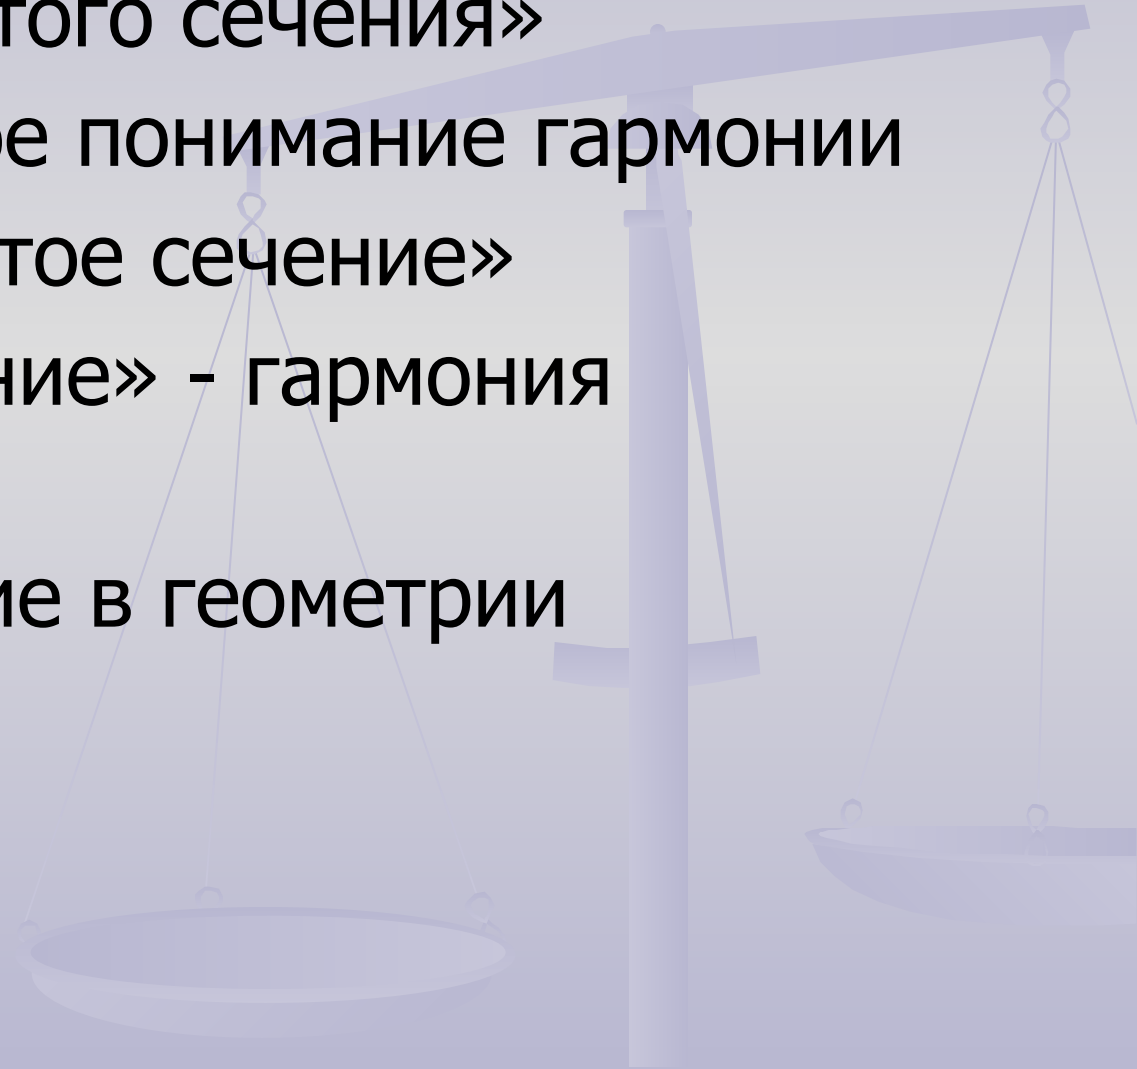 того сечения»
е понимание гармонии
тое сечение»
ние» - гармония
ие в геометрии